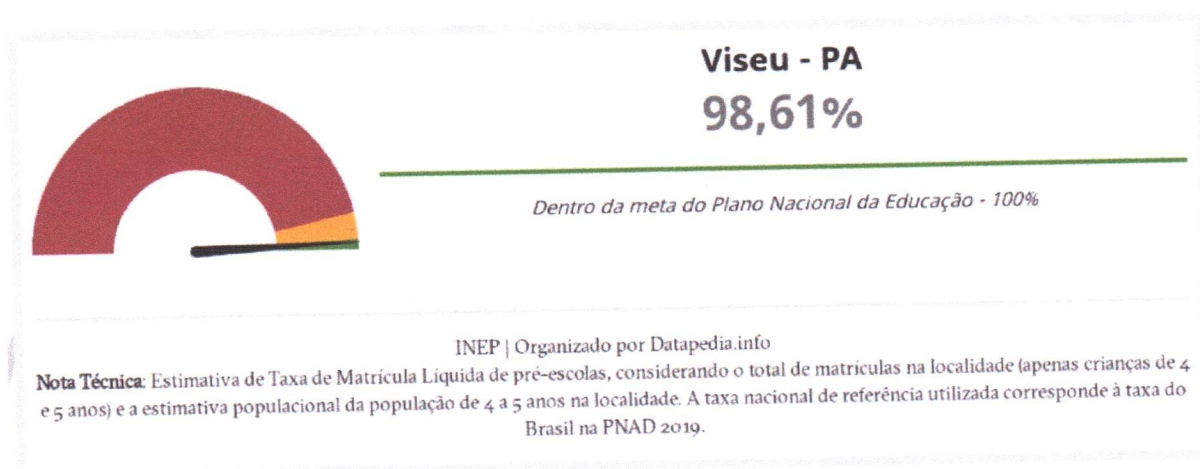 Viseu - PA
98,61%
Dentro da meta do Plano Nacional da Educação - 100%
INEP | Organizado por Datapedia.info
Nota Técnica: Estimativa de Taxa de Matrícula Líquida de pré-escolas, considerando o total de matrículas na localidade (apenas crianças de 4
e 5 anos) e a estimativa populacional da população de 4 a 5 anos na localidade. A taxa nacional de referência utilizada corresponde à taxa do
Brasil na PNAD 2019.